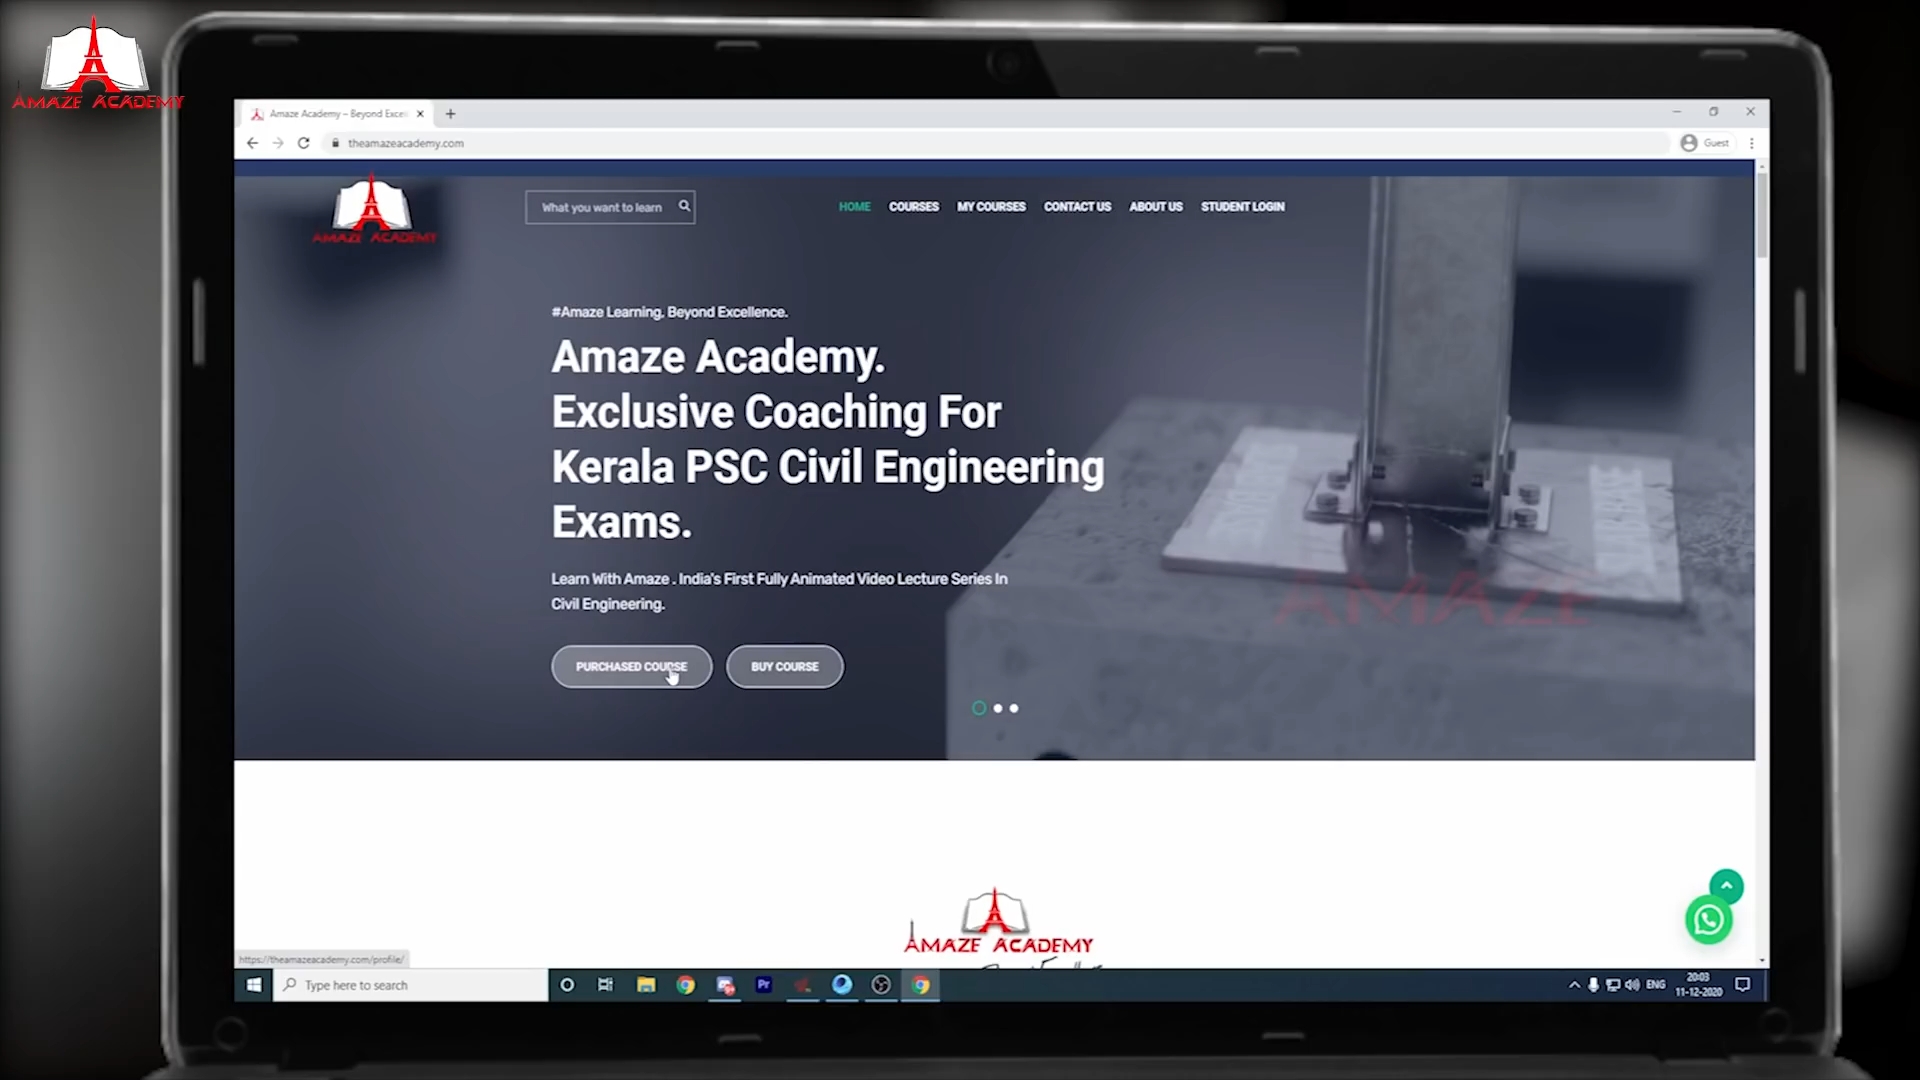 AMAZE ACADEMY
Amaze Academy – Beyond Excel
theamazeacademy.com
Guest
AMAZE ACADEMY
What you want to learn
HOME
COURSES
MY COURSES
CONTACT US
ABOUT US
STUDENT LOGIN
#Amaze Learning, Beyond Excellence.
Amaze Academy.
Exclusive Coaching For
Kerala PSC Civil Engineering
Exams.
Learn With Amaze . India's First Fully Animated Video Lecture Series In
Civil Engineering.
PURCHASED COURSE
BUY COURSE
AMAZE
AMAZE ACADEMY
https://theamazeacademy.com/profile/
Type here to search
Pr
ENG
20:03
11-12-2020